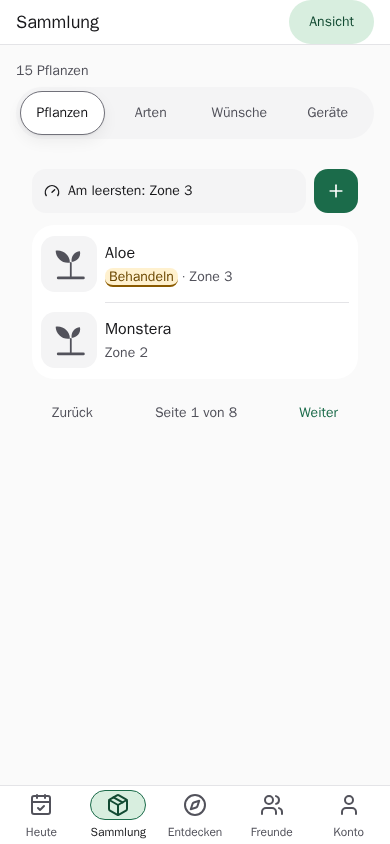 Sammlung
Ansicht
15 Pflanzen
Pflanzen Arten Wünsche Geräte
Am leersten: Zone 3
Aloe
Behandeln · Zone 3
Monstera
Zone 2
Zurück Seite 1 von 8 Weiter
Heute Sammlung Entdecken Freunde Konto